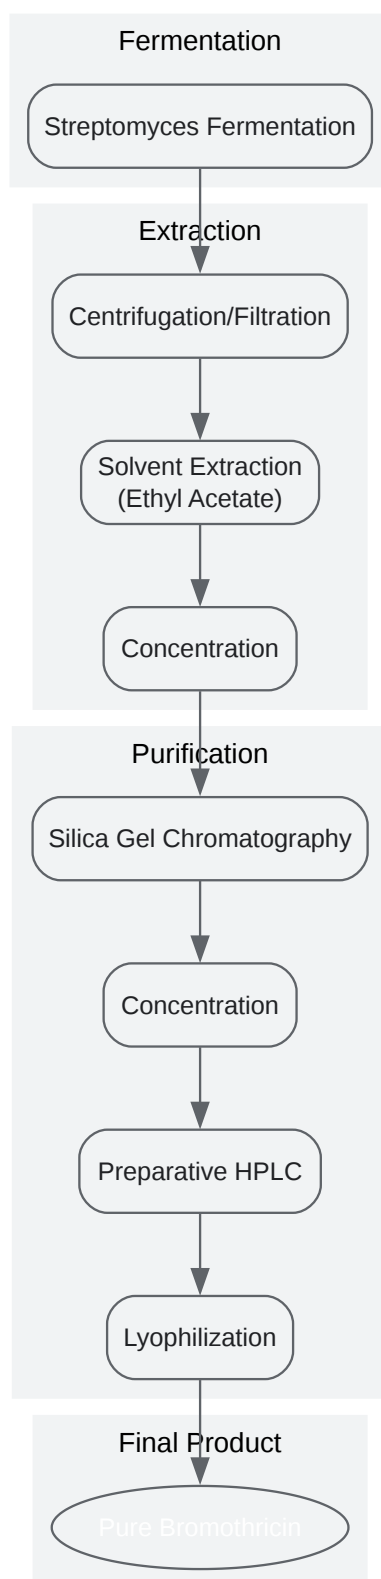 Fermentation
Streptomyces Fermentation
Extraction
Centrifugation/Filtration
Solvent Extraction
(Ethyl Acetate)
Concentration
Purification
Silica Gel Chromatography
Concentration
Preparative HPLC
Lyophilization
Final Product
Pure Bromothricin